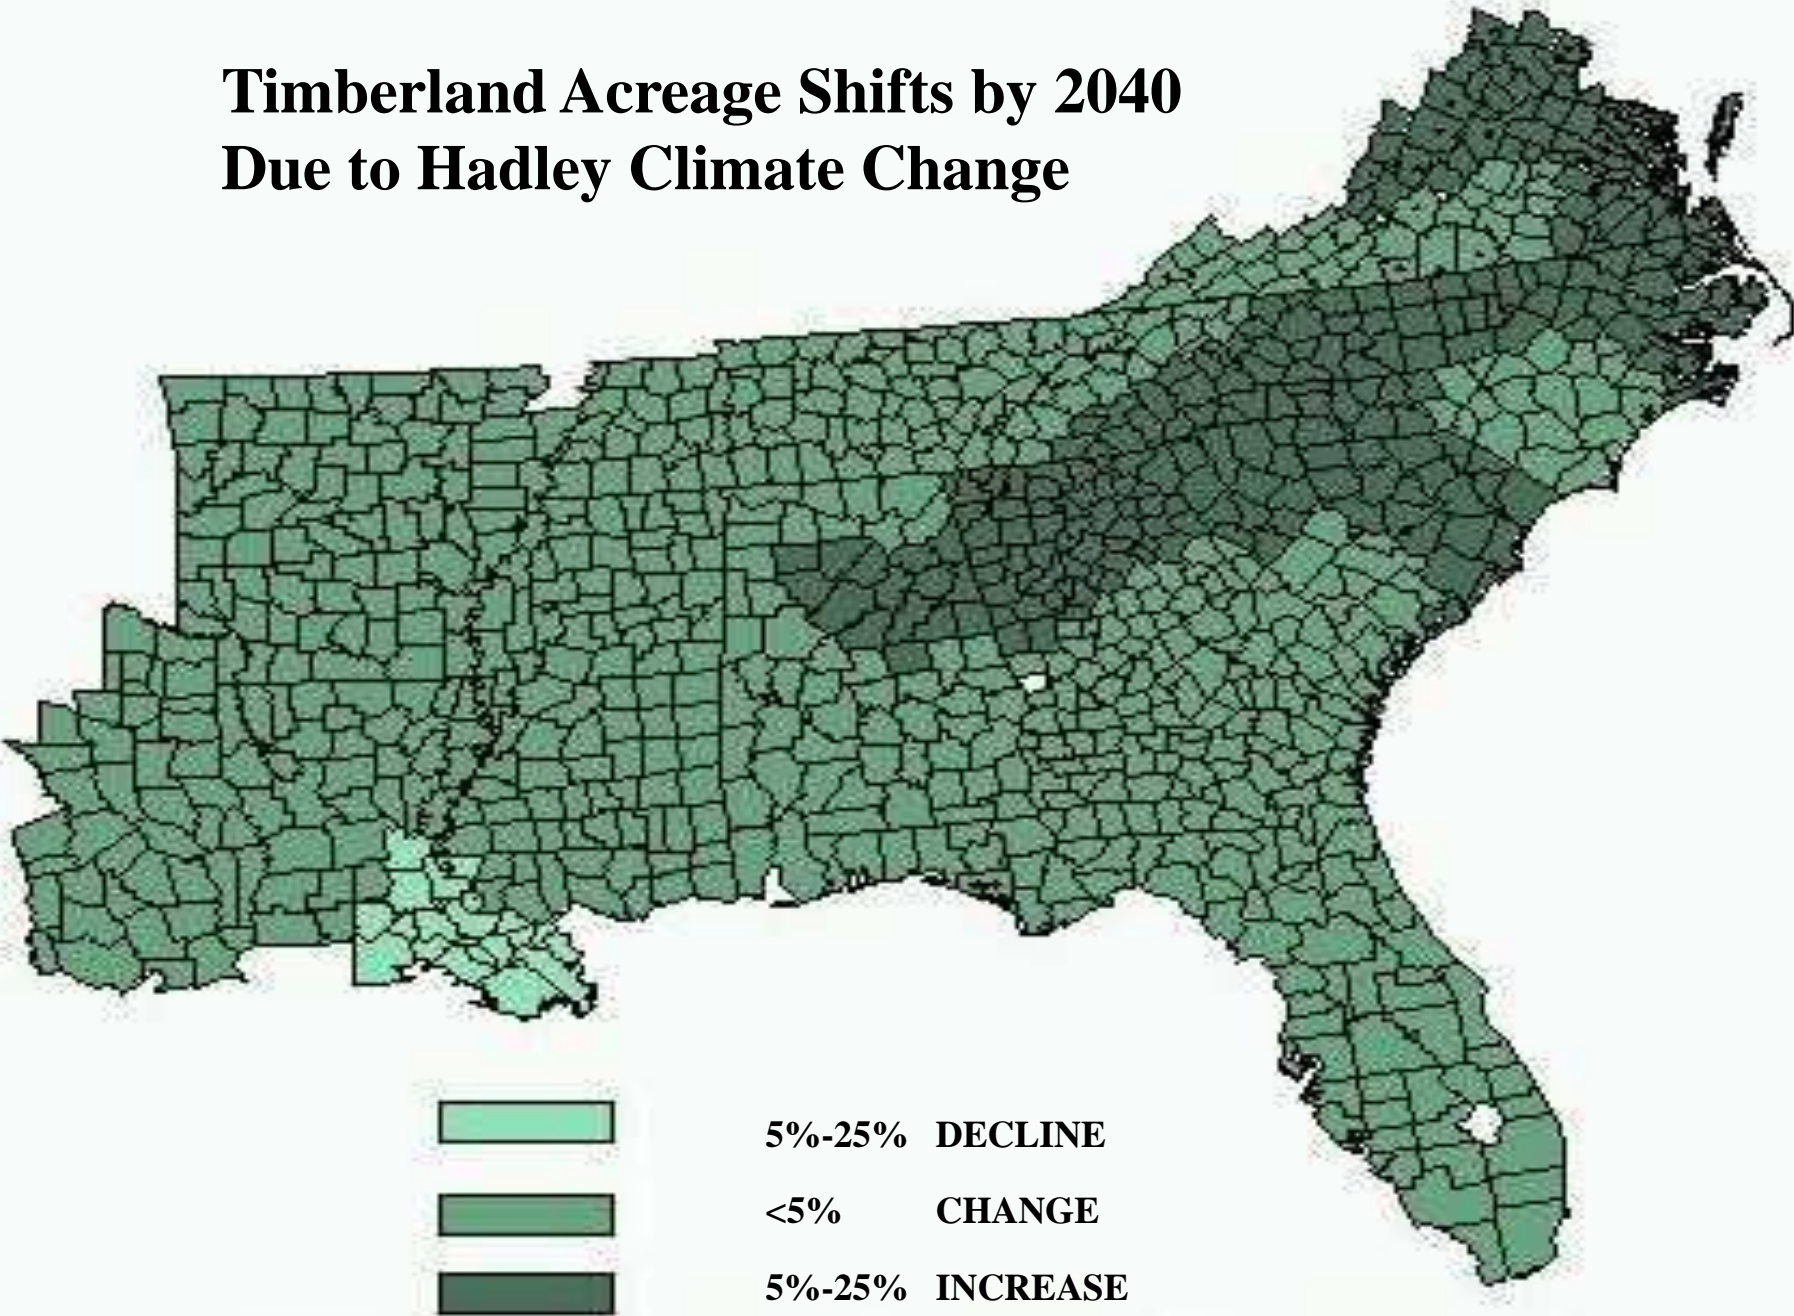 Timberland Acreage Shifts by 2040
Due to Hadley Climate Change
5%-25% DECLINE
<5% CHANGE
5%-25% INCREASE